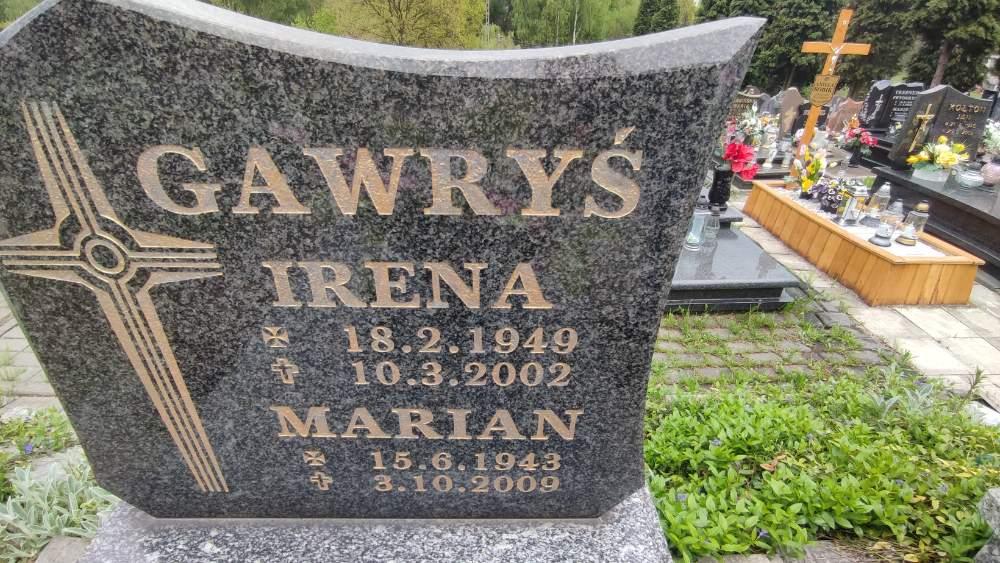 GAWRYŚ
IRENA
18.2.1949
10.3.2002
MARIAN
15.6.1943
3.10.2009